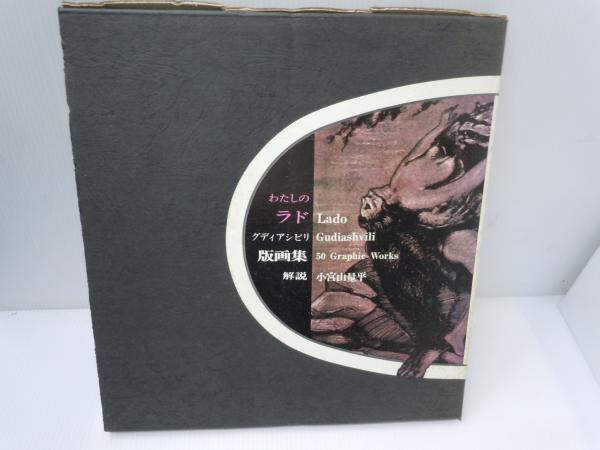 わたしの
ラド Lado
グディアシビリ Gudiashvili
版画集 50 Graphic Works
解説 小宮山量平